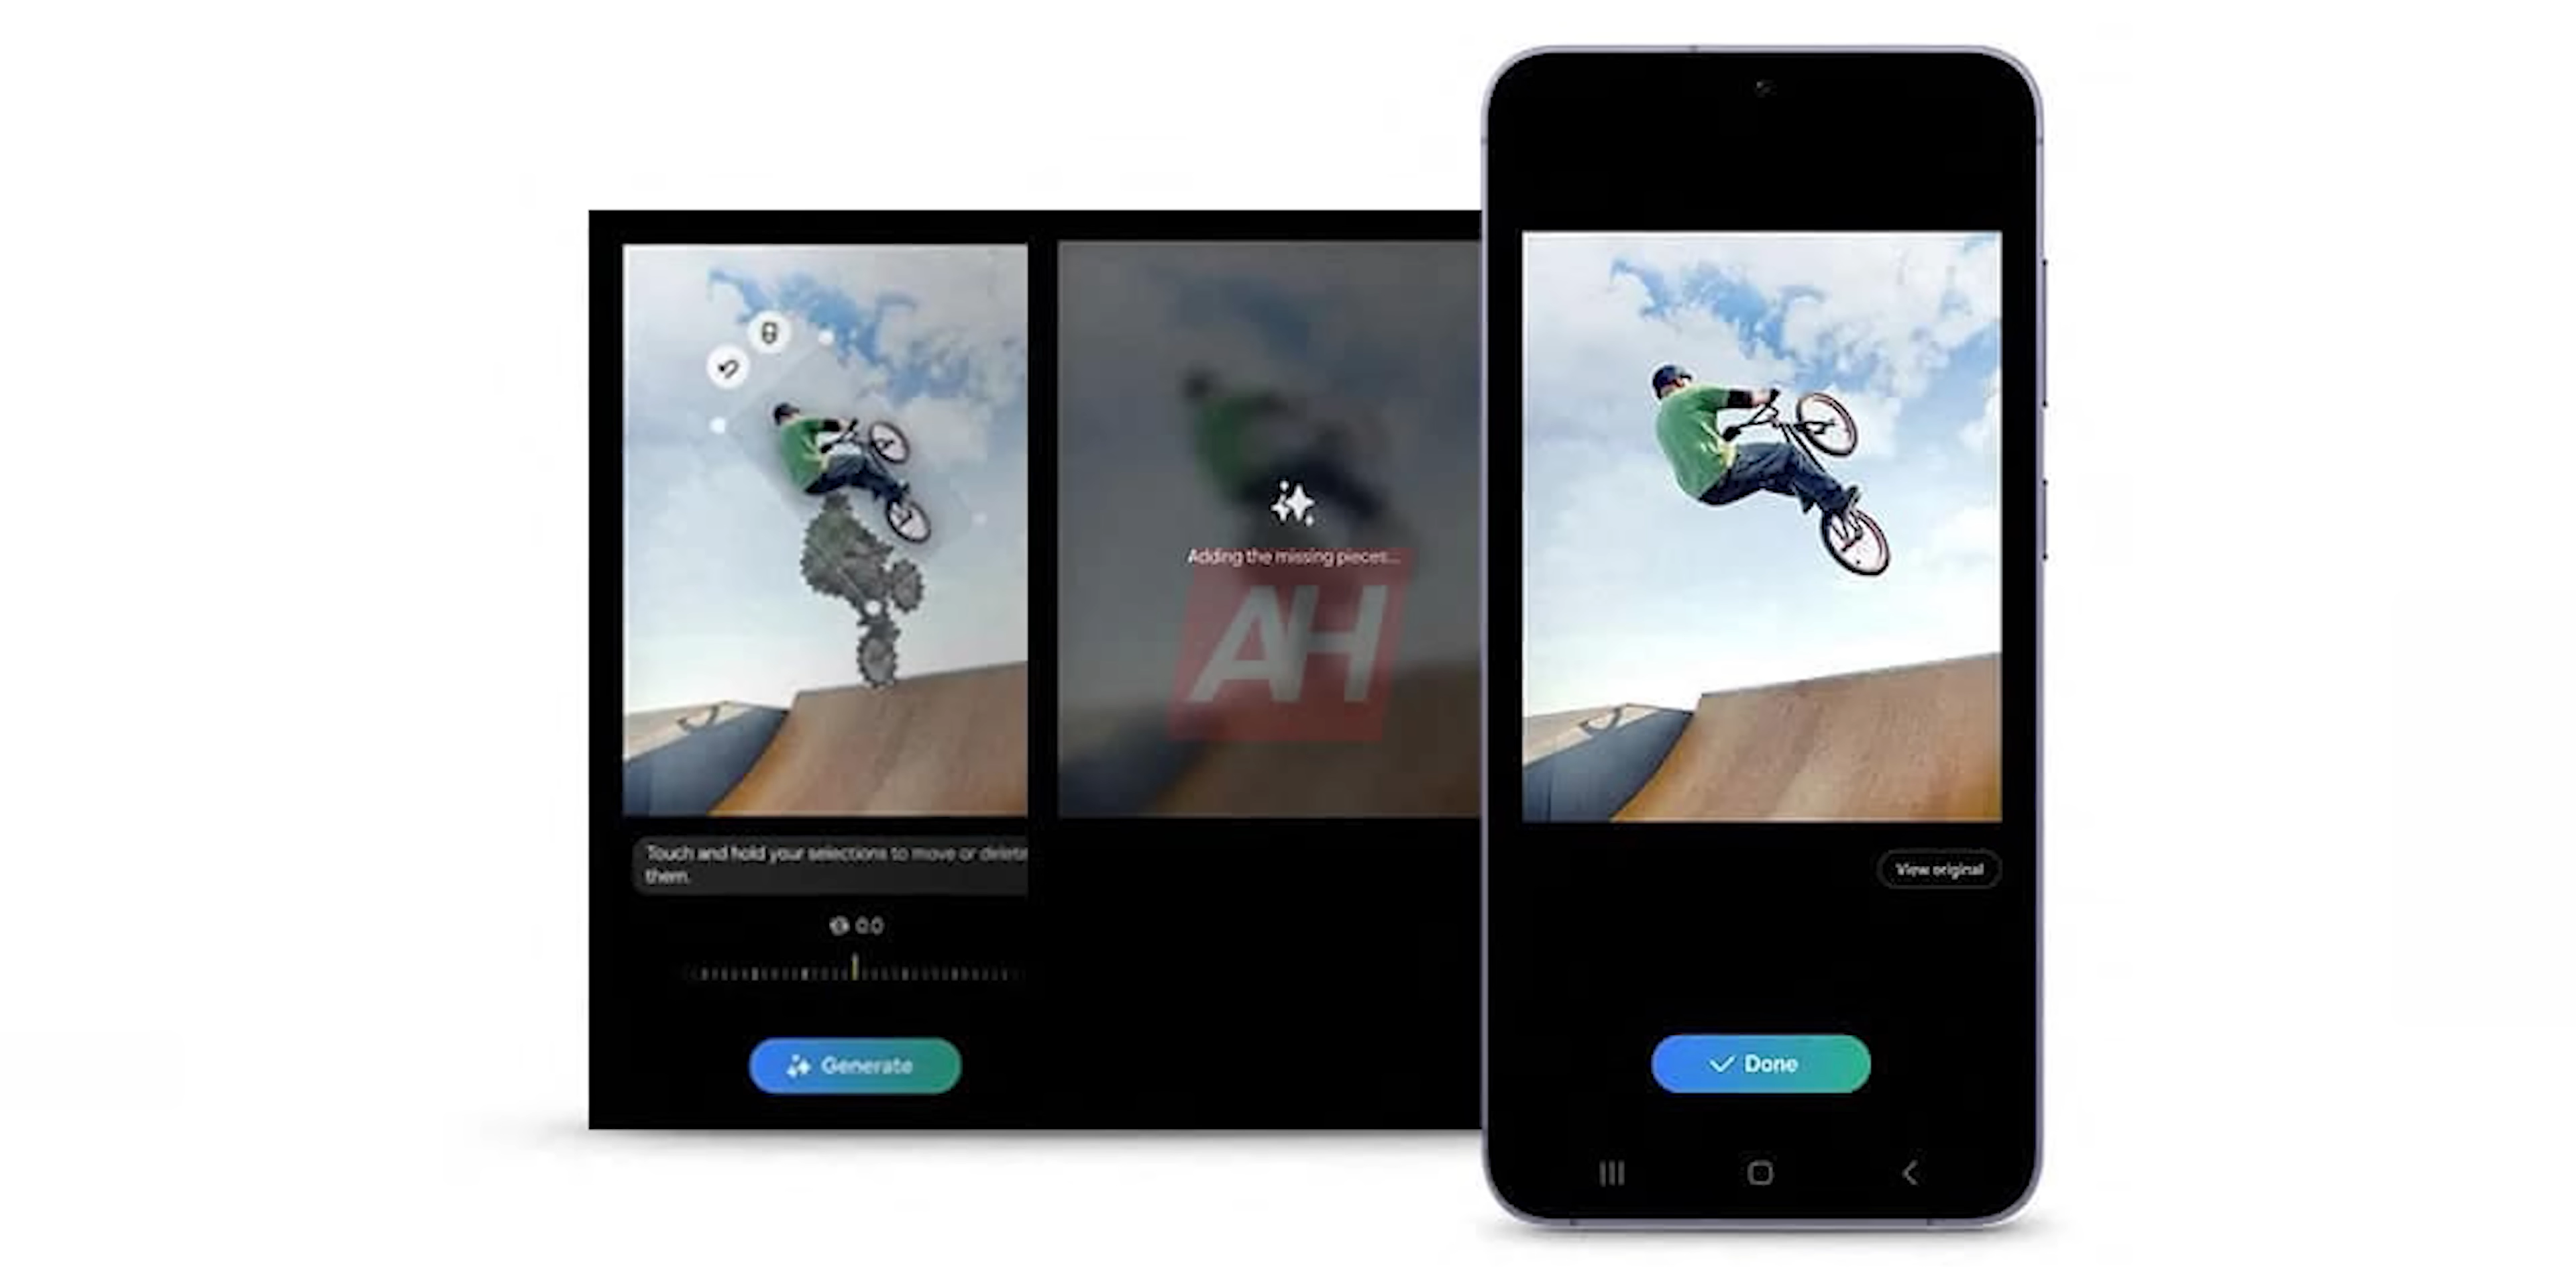 Touch and hold your selections to move or delete
them.
0.0
Generate
Adding the missing pieces...
AH
View original
Done